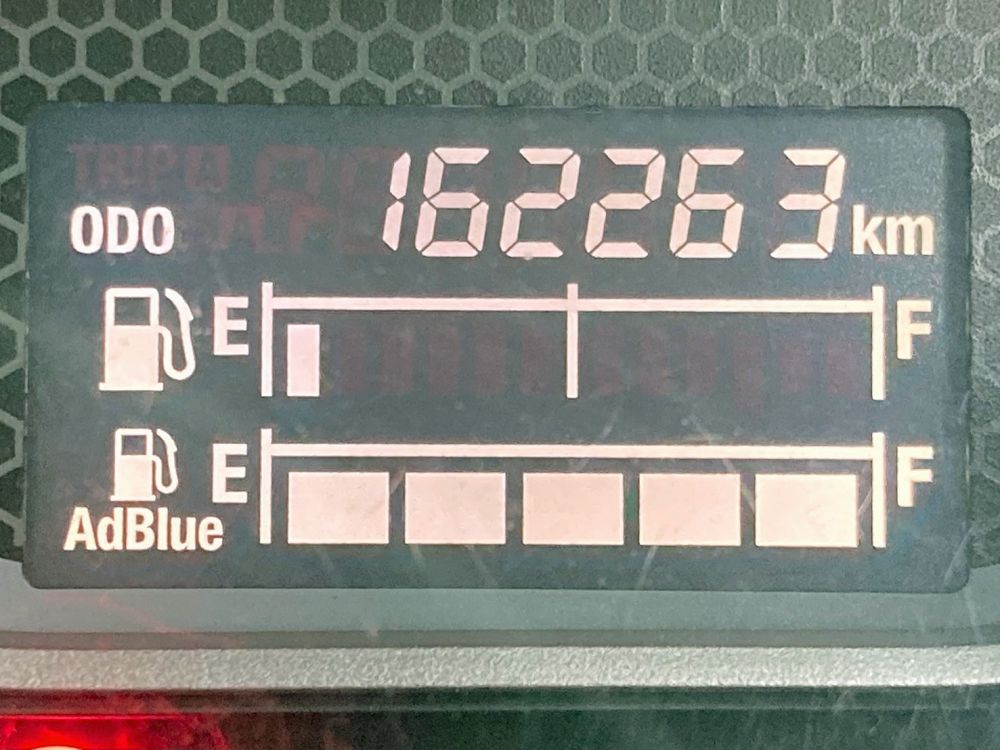 ODO 162263 km
E F
E F
AdBlue